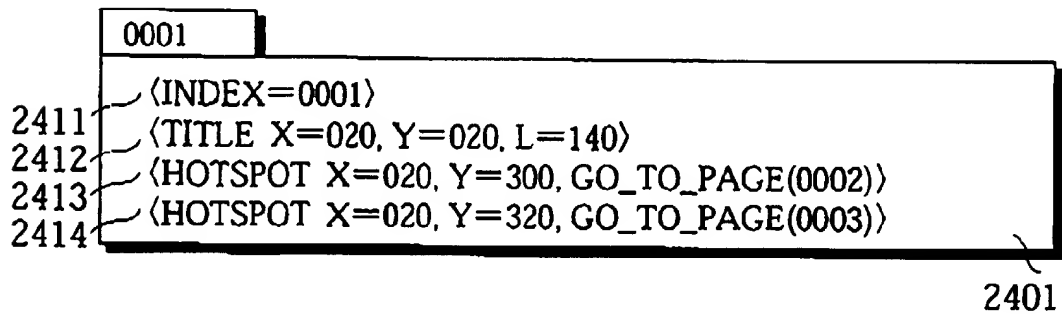 0001
2411 〈INDEX=0001〉
2412 〈TITLE X=020, Y=020, L=140〉
2413 〈HOTSPOT X=020, Y=300, GO_TO_PAGE(0002)〉
2414 〈HOTSPOT X=020, Y=320, GO_TO_PAGE(0003)〉
2401